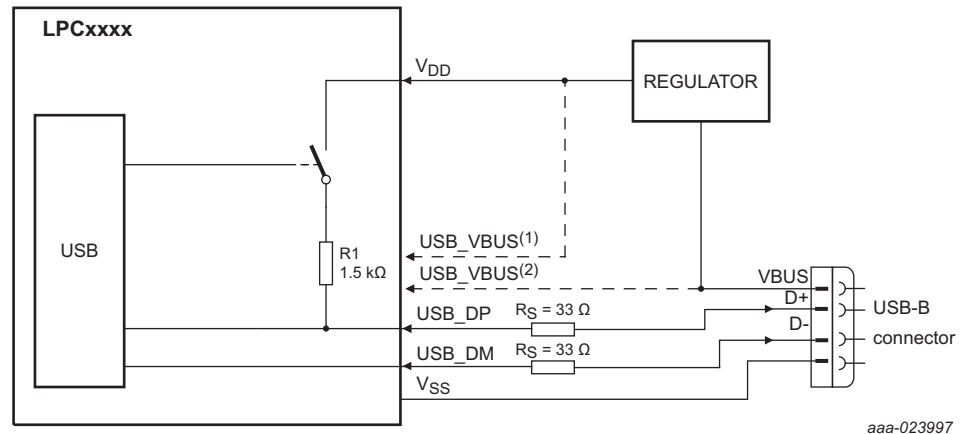 LPCxxxx
VDD
REGULATOR
USB
R1
1.5 kΩ
USB_VBUS(1)
USB_VBUS(2)
VBUS
USB_DP
RS = 33 Ω
D+
USB-B
D-
connector
USB_DM
RS = 33 Ω
VSS
aaa-023997